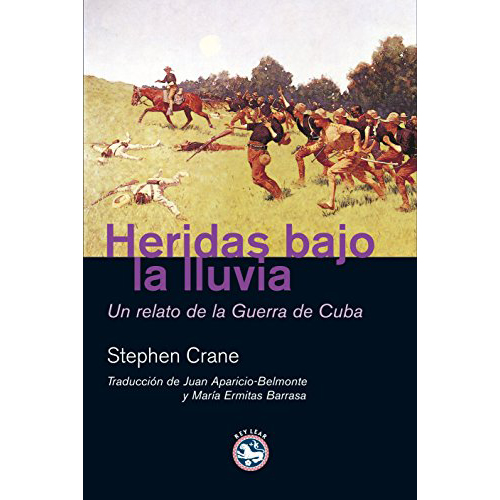 Heridas bajo
la lluvia
Un relato de la Guerra de Cuba
Stephen Crane
Traducción de Juan Aparicio-Belmonte
y María Ermitas Barrasa
REY LEAR